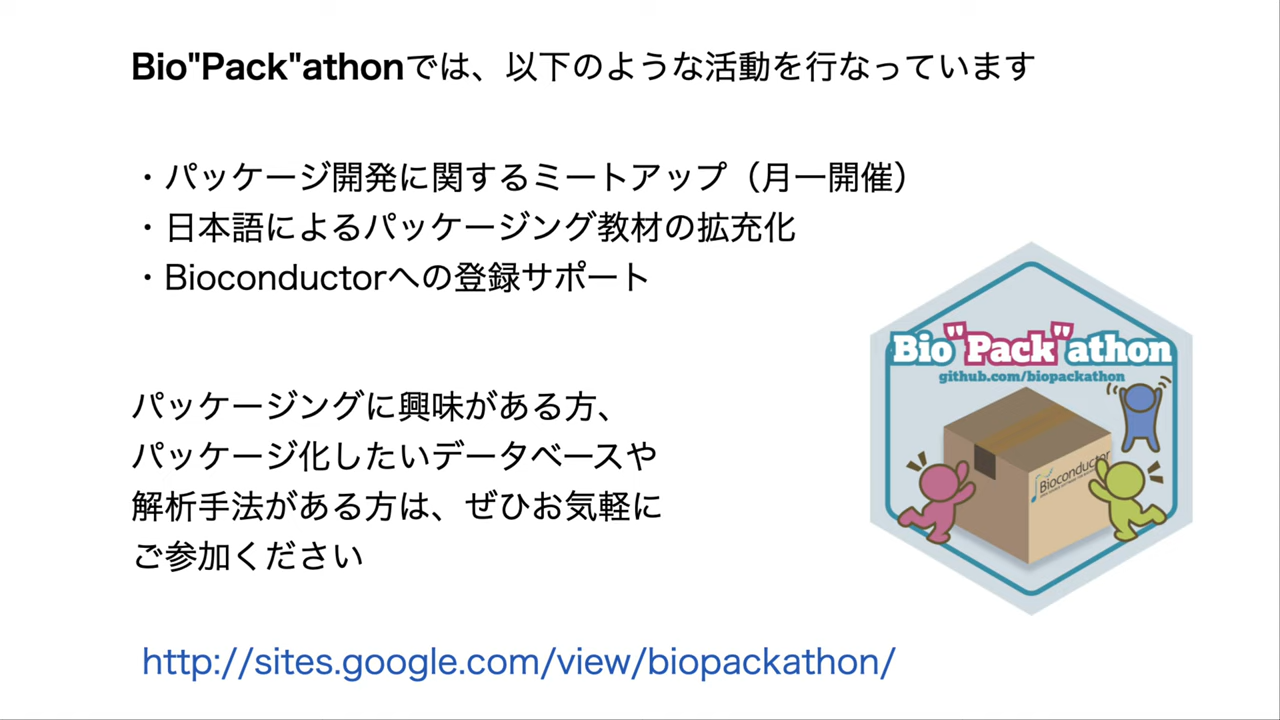 Bio"Pack"athonでは、以下のような活動を行なっています
・パッケージ開発に関するミートアップ（月一開催）
・日本語によるパッケージング教材の拡充化
・Bioconductorへの登録サポート
パッケージングに興味がある方、
パッケージ化したいデータベースや
解析手法がある方は、ぜひお気軽に
ご参加ください
Bio"Pack"athon
github.com/biopackathon
Bioconductor
http://sites.google.com/view/biopackathon/